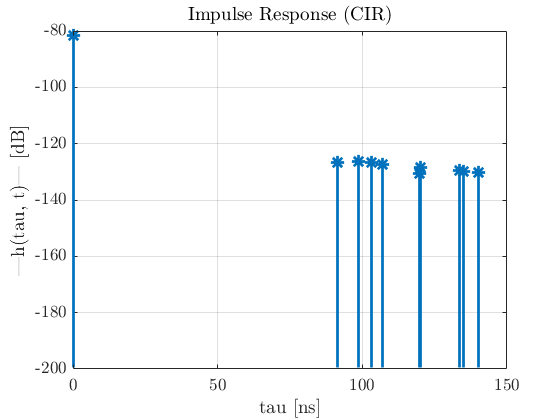 Impulse Response (CIR)
-80
-100
-120
-140
-160
-180
-200
—h(tau, t)— [dB]
0 50 100 150
tau [ns]